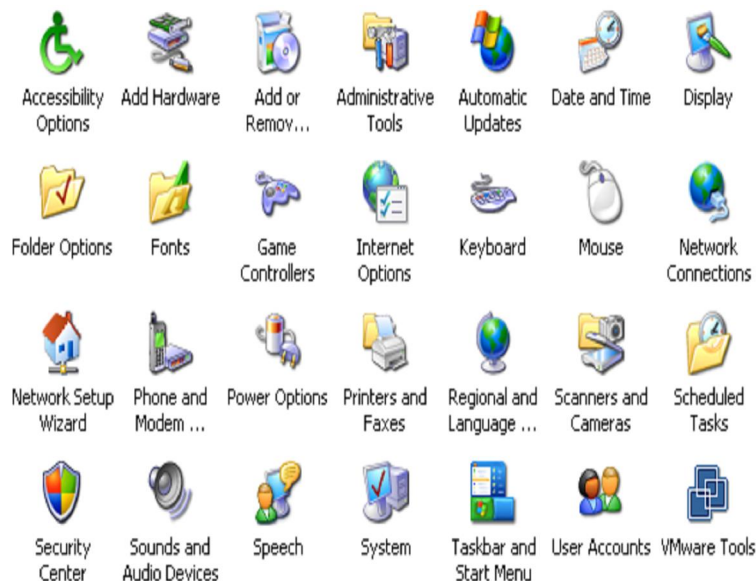 Accessibility Options
Add Hardware
Add or Remov...
Administrative Tools
Automatic Updates
Date and Time
Display
Folder Options
Fonts
Game Controllers
Internet Options
Keyboard
Mouse
Network Connections
Network Setup Wizard
Phone and Modem ...
Power Options
Printers and Faxes
Regional and Language ...
Scanners and Cameras
Scheduled Tasks
Security Center
Sounds and Audio Devices
Speech
System
Taskbar and Start Menu
User Accounts
VMware Tools